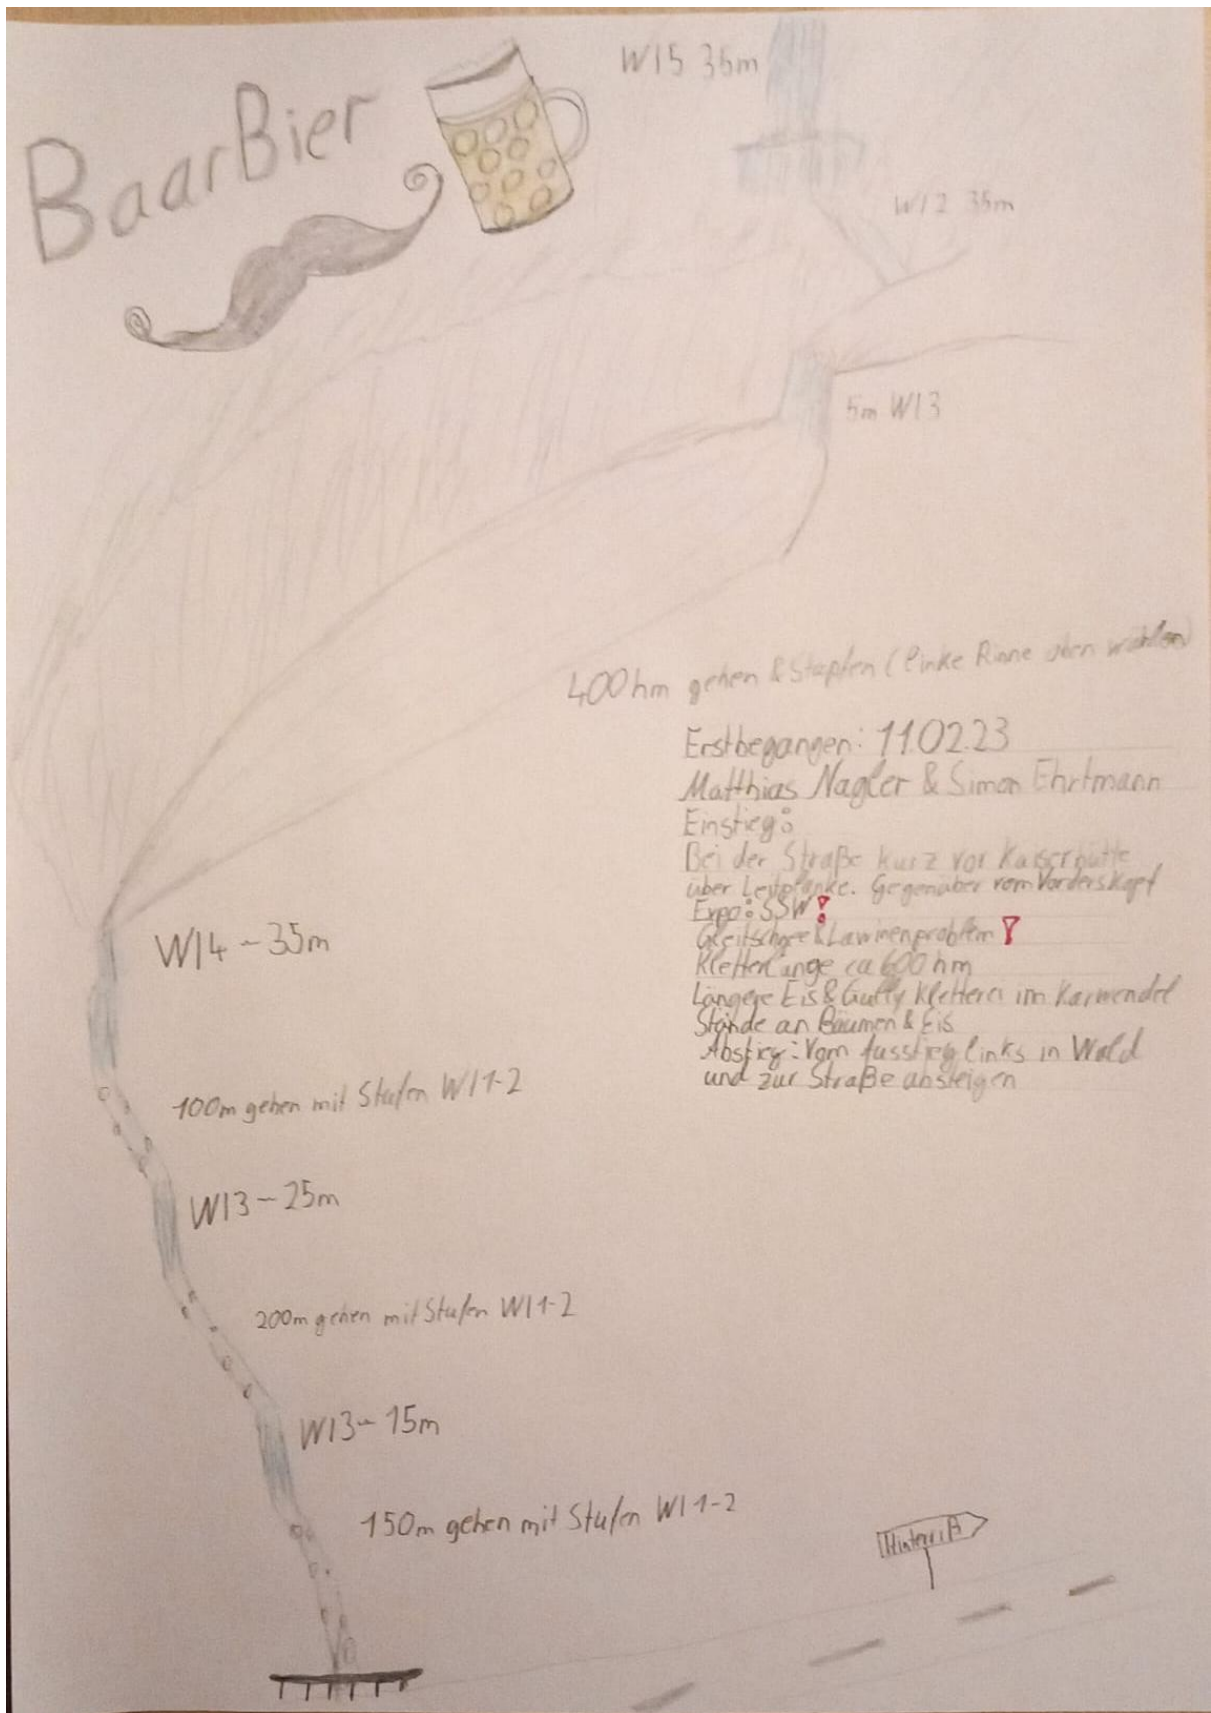 BaarBier
WI5 35m
WI2 35m
5m WI3
400hm gehen & Stapfen (linke Rinne oben wählen)
Erstbegangen: 11.02.23
Matthias Nagler & Simon Ehrtmann
Einstieg:
Bei der Straße kurz vor Kaiserhütte
über Leitplanke. Gegenüber vom Vorderskopf
Expo: SSW!
Gleitschnee & Lawinenproblem!
Kletterlänge ca 600hm
Längere Eis & Gully Kletterei im Karwendel
Stände an Bäumen & Eis
Abstieg: Vom Ausstieg links in Wald
und zur Straße absteigen
WI4 - 35m
100m gehen mit Stufen WI1-2
WI3 - 25m
200m gehen mit Stufen WI1-2
WI3 - 15m
150m gehen mit Stufen WI1-2
Hinterriß